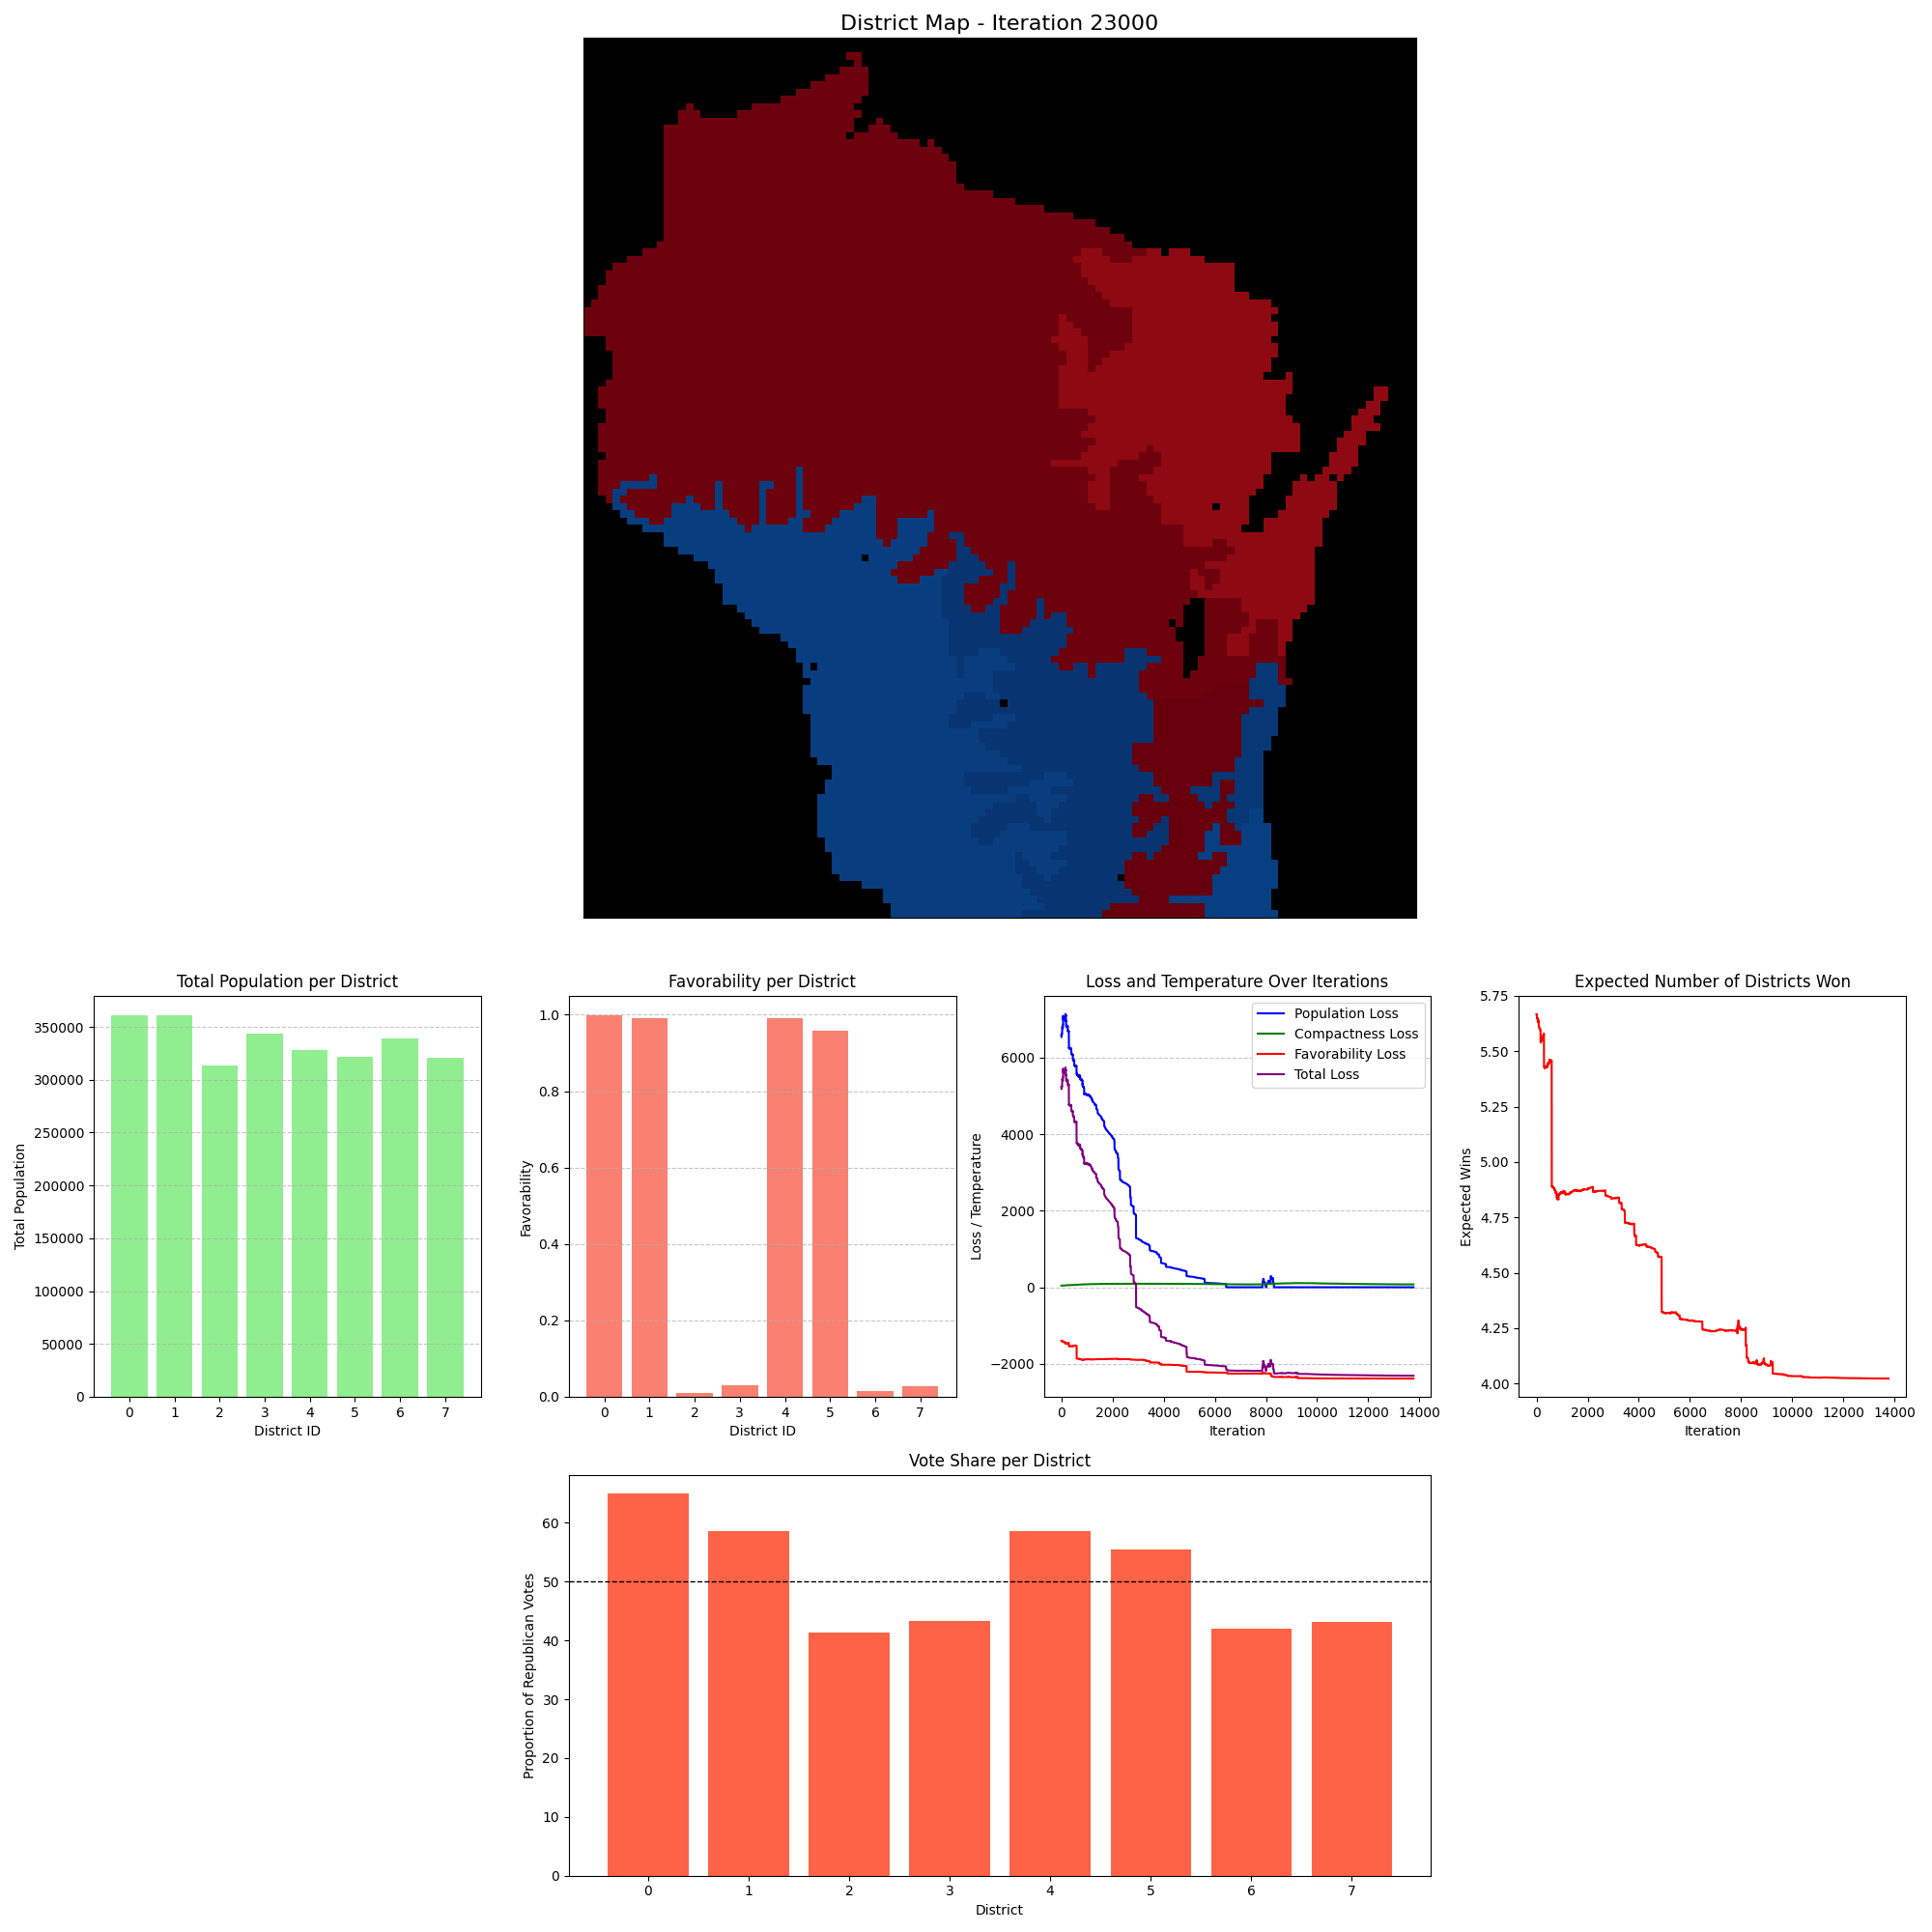 District Map - Iteration 23000
Total Population per District
Total Population
350000
300000
250000
200000
150000
100000
50000
0
0 1 2 3 4 5 6 7
District ID
Favorability per District
Favorability
1.0
0.8
0.6
0.4
0.2
0.0
0 1 2 3 4 5 6 7
District ID
Loss and Temperature Over Iterations
Loss / Temperature
6000
4000
2000
0
−2000
Population Loss
Compactness Loss
Favorability Loss
Total Loss
0 2000 4000 6000 8000 10000 12000 14000
Iteration
Expected Number of Districts Won
Expected Wins
5.75
5.50
5.25
5.00
4.75
4.50
4.25
4.00
0 2000 4000 6000 8000 10000 12000 14000
Iteration
Vote Share per District
Proportion of Republican Votes
60
50
40
30
20
10
0
0 1 2 3 4 5 6 7
District